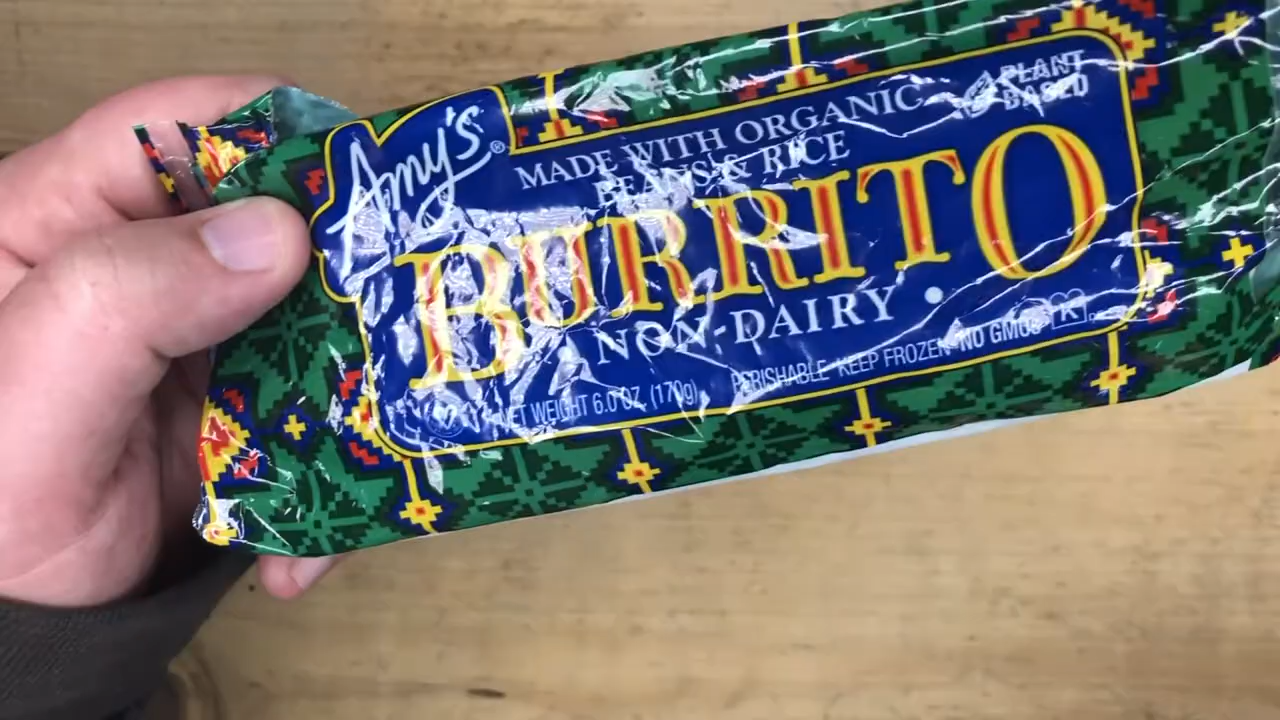 Amy's®
PLANT
BASED
MADE WITH ORGANIC
BEANS & RICE
BURRITO
NON-DAIRY •
NET WEIGHT 6.0 OZ. (170g)
PERISHABLE KEEP FROZEN NO GMOs K